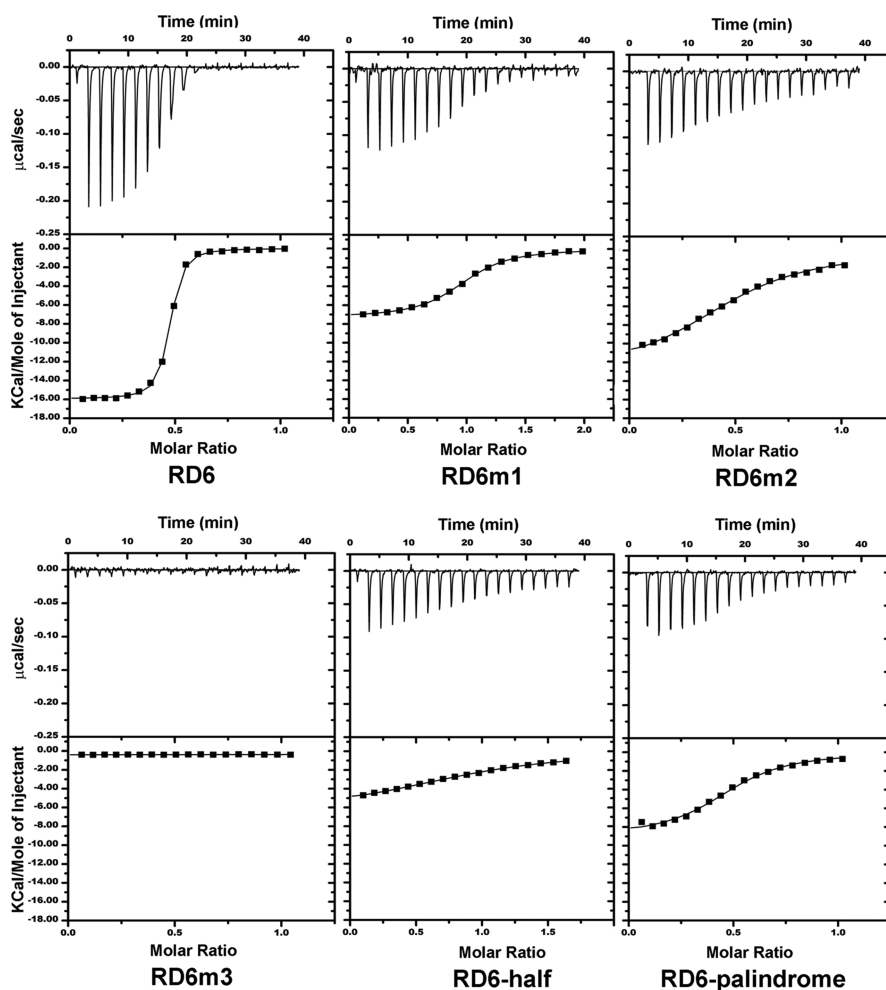 Time (min) Time (min) Time (min)
0 10 20 30 40 0 10 20 30 40 0 10 20 30 40
0.00
-0.05
-0.10
-0.15
-0.20
-0.25
µcal/sec
0.00
-2.00
-4.00
-6.00
-8.00
-10.00
-12.00
-14.00
-16.00
-18.00
KCal/Mole of Injectant
0.0 0.5 1.0 0.0 0.5 1.0 1.5 2.0 0.0 0.5 1.0
Molar Ratio Molar Ratio Molar Ratio
RD6 RD6m1 RD6m2
Time (min) Time (min) Time (min)
0 10 20 30 40 0 10 20 30 40 0 10 20 30 40
0.00
-0.05
-0.10
-0.15
-0.20
-0.25
µcal/sec
0.00
-2.00
-4.00
-6.00
-8.00
-10.00
-12.00
-14.00
-16.00
-18.00
KCal/Mole of Injectant
0.0 0.5 1.0 0.0 0.5 1.0 1.5 0.0 0.5 1.0
Molar Ratio Molar Ratio Molar Ratio
RD6m3 RD6-half RD6-palindrome